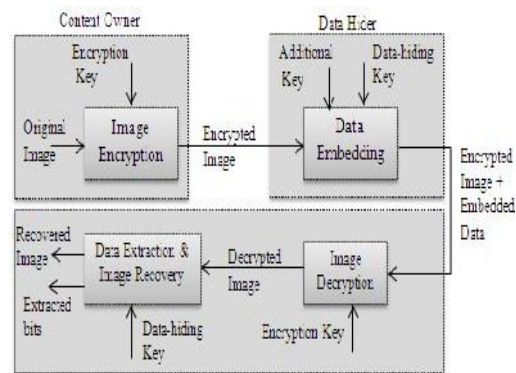 Content Owner
Data Hider
Encryption
Key
Additional
Key
Data-hiding
Key
Original
Image
Image
Encryption
Encrypted
Image
Data
Embedding
Encrypted
Image +
Embedded
Data
Recovered
Image
Extracted
bits
Data Extraction &
Image Recovery
Decrypted
Image
Image
Decryption
Data-hiding
Key
Encryption Key